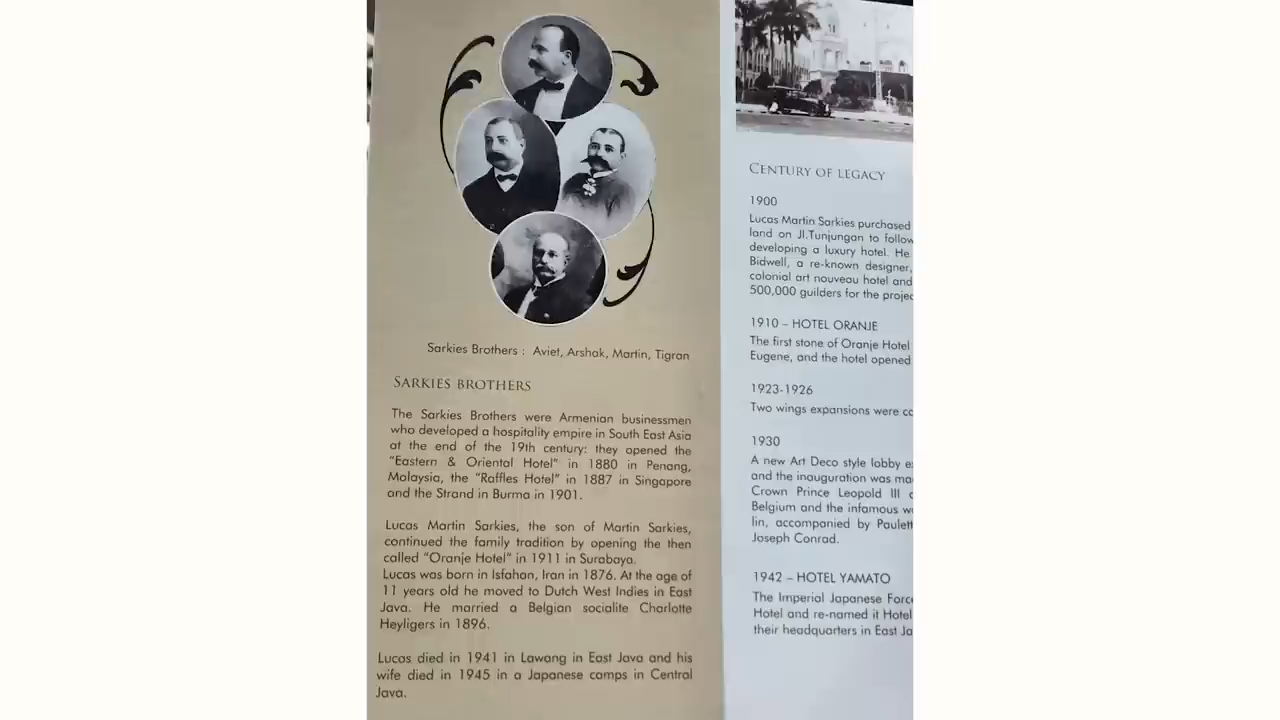 Sarkies Brothers : Aviet, Arshak, Martin, Tigran
SARKIES BROTHERS
The Sarkies Brothers were Armenian businessmen
who developed a hospitality empire in South East Asia
at the end of the 19th century: they opened the
"Eastern & Oriental Hotel" in 1880 in Penang,
Malaysia, the "Raffles Hotel" in 1887 in Singapore
and the Strand in Burma in 1901.
Lucas Martin Sarkies, the son of Martin Sarkies,
continued the family tradition by opening the then
called "Oranje Hotel" in 1911 in Surabaya.
Lucas was born in Isfahan, Iran in 1876. At the age of
11 years old he moved to Dutch West Indies in East
Java. He married a Belgian socialite Charlotte
Heyligers in 1896.
Lucas died in 1941 in Lawang in East Java and his
wife died in 1945 in a Japanese camps in Central
Java.
CENTURY OF LEGACY
1900
Lucas Martin Sarkies purchased
land on Jl.Tunjungan to follow
developing a luxury hotel. He
Bidwell, a re-known designer,
colonial art nouveau hotel and
500,000 guilders for the projec
1910 – HOTEL ORANJE
The first stone of Oranje Hotel
Eugene, and the hotel opened
1923-1926
Two wings expansions were co
1930
A new Art Deco style lobby e
and the inauguration was ma
Crown Prince Leopold III
Belgium and the infamous w
lin, accompanied by Paulett
Joseph Conrad.
1942 – HOTEL YAMATO
The Imperial Japanese Force
Hotel and re-named it Hotel
their headquarters in East Ja